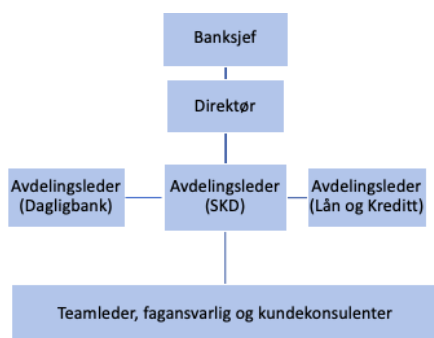 Banksjef
Direktør
Avdelingsleder
(Dagligbank)
Avdelingsleder
(SKD)
Avdelingsleder
(Lån og Kreditt)
Teamleder, fagansvarlig og kundekonsulenter